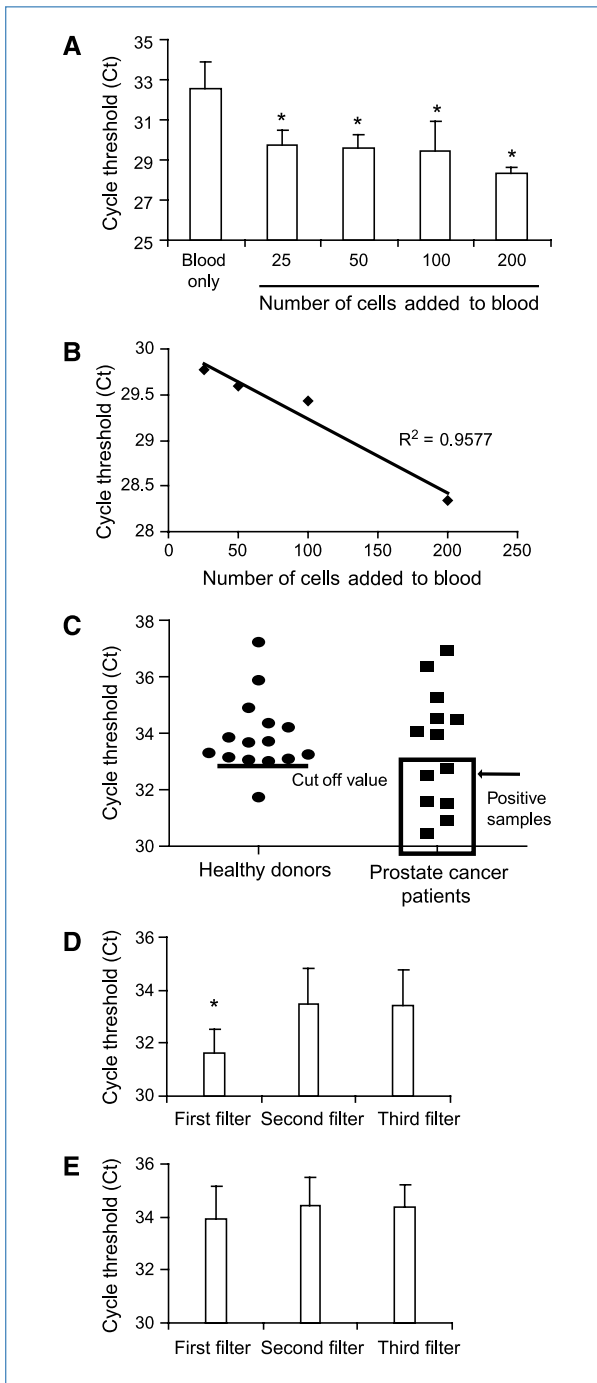 A
Cycle threshold (Ct)
35
33
31
29
27
25
*
*
*
*
Blood only
25
50
100
200
Number of cells added to blood
B
Cycle threshold (Ct)
30
29.5
29
28.5
28
R² = 0.9577
0
50
100
150
200
250
Number of cells added to blood
C
Cycle threshold (Ct)
38
36
34
32
30
Cut off value
Positive
samples
Healthy donors
Prostate cancer
patients
D
Cycle threshold (Ct)
36
34
32
30
*
First filter
Second filter
Third filter
E
Cycle threshold (Ct)
36
34
32
30
First filter
Second filter
Third filter